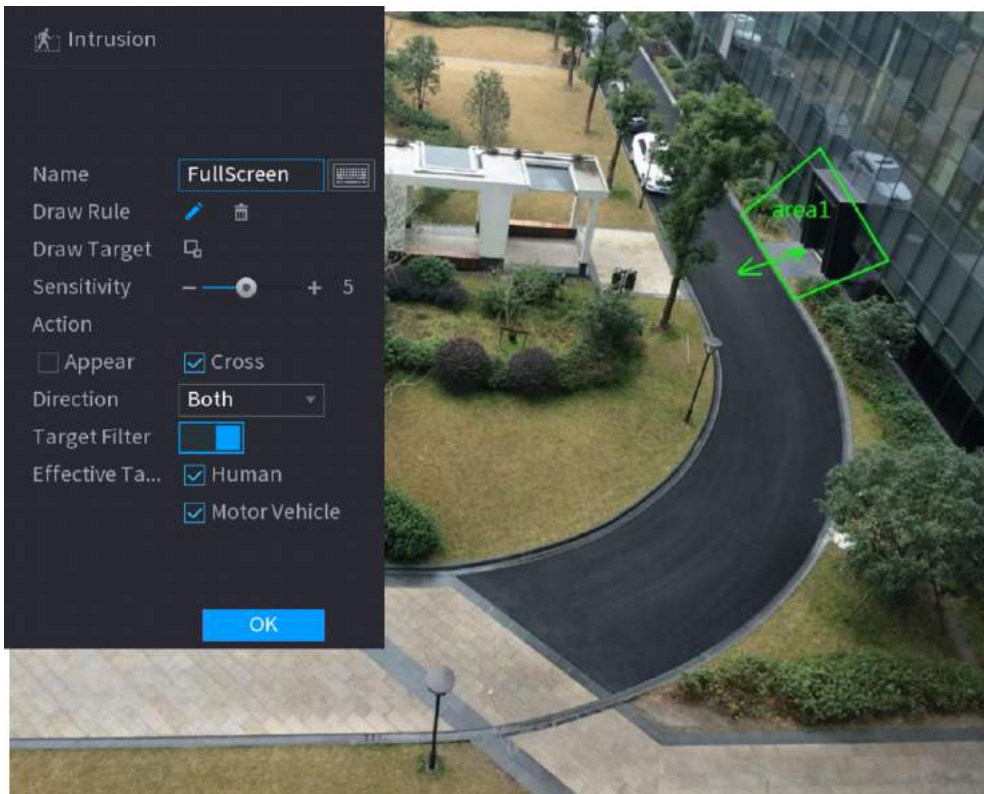 Intrusion
Name FullScreen
Draw Rule
Draw Target
Sensitivity - + 5
Action
Appear Cross
Direction Both
Target Filter
Effective Ta... Human
Motor Vehicle
OK
area1